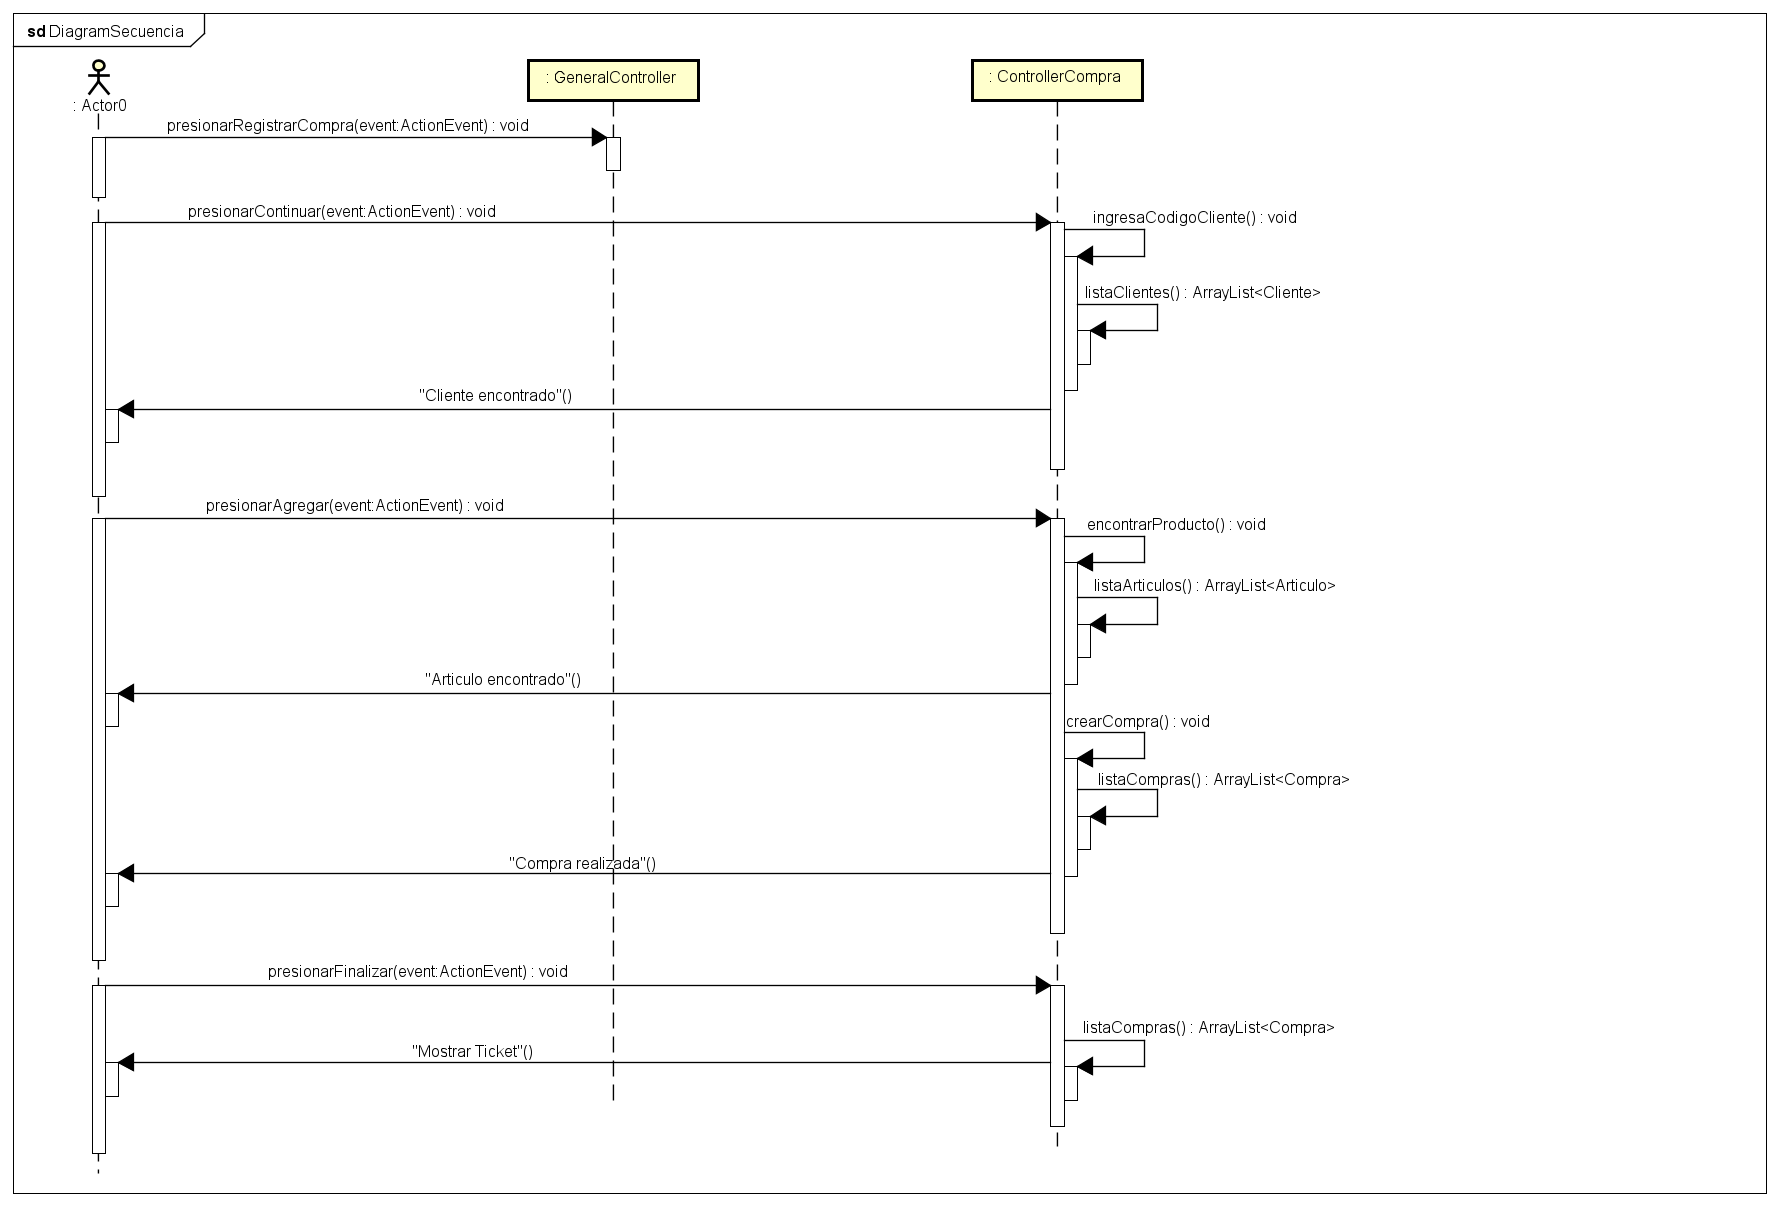 sd DiagramSecuencia
: Actor0
: GeneralController
: ControllerCompra
presionarRegistrarCompra(event:ActionEvent) : void
presionarContinuar(event:ActionEvent) : void
ingresaCodigoCliente() : void
listaClientes() : ArrayList<Cliente>
"Cliente encontrado"()
presionarAgregar(event:ActionEvent) : void
encontrarProducto() : void
listaArticulos() : ArrayList<Articulo>
"Articulo encontrado"()
crearCompra() : void
listaCompras() : ArrayList<Compra>
"Compra realizada"()
presionarFinalizar(event:ActionEvent) : void
listaCompras() : ArrayList<Compra>
"Mostrar Ticket"()